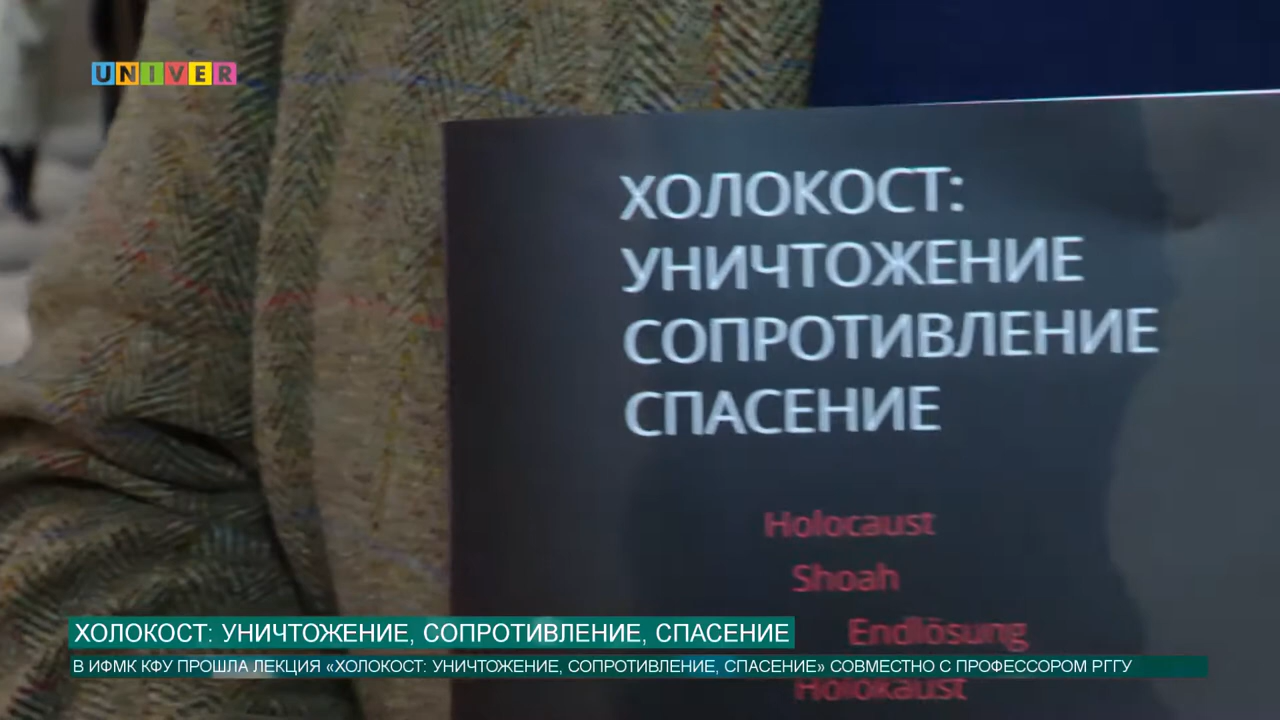 UNIVER
ХОЛОКОСТ:
УНИЧТОЖЕНИЕ
СОПРОТИВЛЕНИЕ
СПАСЕНИЕ
Holocaust
Shoah
Endlösung
ХОЛОКОСТ: УНИЧТОЖЕНИЕ, СОПРОТИВЛЕНИЕ, СПАСЕНИЕ
В ИФМК КФУ ПРОШЛА ЛЕКЦИЯ «ХОЛОКОСТ: УНИЧТОЖЕНИЕ, СОПРОТИВЛЕНИЕ, СПАСЕНИЕ» СОВМЕСТНО С ПРОФЕССОРОМ РГГУ
Holokaust